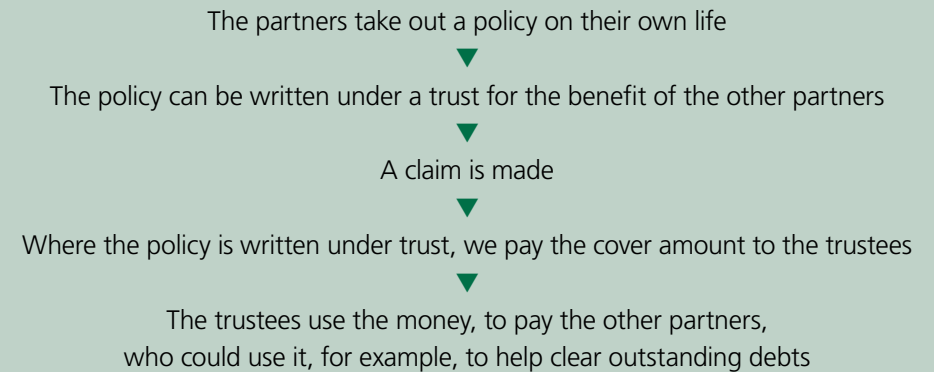 The partners take out a policy on their own life
The policy can be written under a trust for the benefit of the other partners
A claim is made
Where the policy is written under trust, we pay the cover amount to the trustees
The trustees use the money, to pay the other partners,
who could use it, for example, to help clear outstanding debts